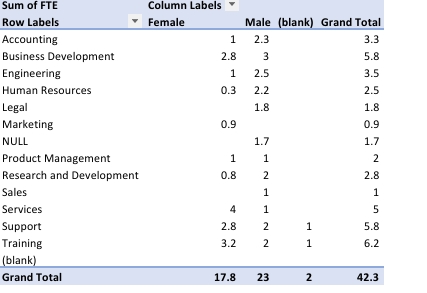 Sum of FTE Column Labels
Row Labels Female Male (blank) Grand Total
Accounting 1 2.3 3.3
Business Development 2.8 3 5.8
Engineering 1 2.5 3.5
Human Resources 0.3 2.2 2.5
Legal 1.8 1.8
Marketing 0.9 0.9
NULL 1.7 1.7
Product Management 1 1 2
Research and Development 0.8 2 2.8
Sales 1 1
Services 4 1 5
Support 2.8 2 1 5.8
Training 3.2 2 1 6.2
(blank)
Grand Total 17.8 23 2 42.3